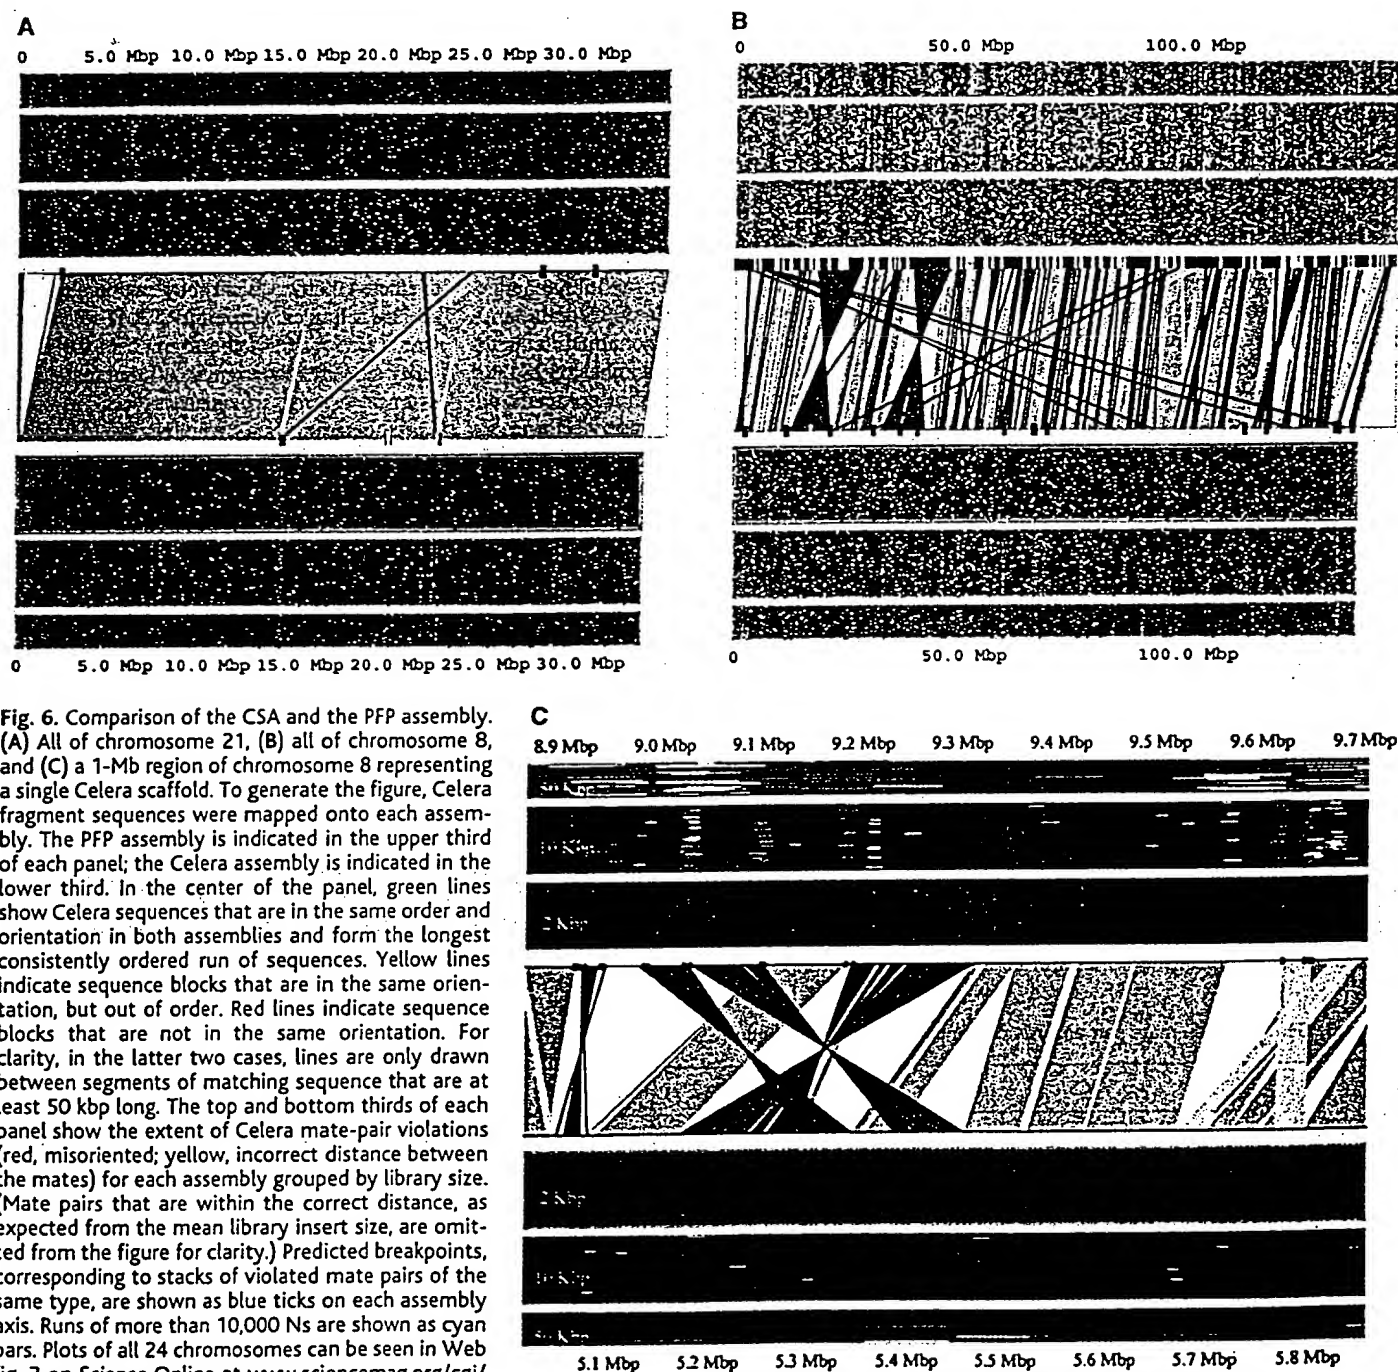 A
0 5.0 Mbp 10.0 Mbp 15.0 Mbp 20.0 Mbp 25.0 Mbp 30.0 Mbp
0 5.0 Mbp 10.0 Mbp 15.0 Mbp 20.0 Mbp 25.0 Mbp 30.0 Mbp
B
0 50.0 Mbp 100.0 Mbp
0 50.0 Mbp 100.0 Mbp
Fig. 6. Comparison of the CSA and the PFP assembly.
(A) All of chromosome 21, (B) all of chromosome 8,
and (C) a 1-Mb region of chromosome 8 representing
a single Celera scaffold. To generate the figure, Celera
fragment sequences were mapped onto each assem-
bly. The PFP assembly is indicated in the upper third
of each panel; the Celera assembly is indicated in the
lower third. In the center of the panel, green lines
show Celera sequences that are in the same order and
orientation in both assemblies and form the longest
consistently ordered run of sequences. Yellow lines
indicate sequence blocks that are in the same orien-
tation, but out of order. Red lines indicate sequence
blocks that are not in the same orientation. For
clarity, in the latter two cases, lines are only drawn
between segments of matching sequence that are at
least 50 kbp long. The top and bottom thirds of each
panel show the extent of Celera mate-pair violations
(red, misoriented; yellow, incorrect distance between
the mates) for each assembly grouped by library size.
(Mate pairs that are within the correct distance, as
expected from the mean library insert size, are omit-
ted from the figure for clarity.) Predicted breakpoints,
corresponding to stacks of violated mate pairs of the
same type, are shown as blue ticks on each assembly
axis. Runs of more than 10,000 Ns are shown as cyan
bars. Plots of all 24 chromosomes can be seen in Web
C
8.9 Mbp 9.0 Mbp 9.1 Mbp 9.2 Mbp 9.3 Mbp 9.4 Mbp 9.5 Mbp 9.6 Mbp 9.7 Mbp
50 Kbp
10 Kbp
2 Kbp
2 Kbp
10 Kbp
50 Kbp
5.1 Mbp 5.2 Mbp 5.3 Mbp 5.4 Mbp 5.5 Mbp 5.6 Mbp 5.7 Mbp 5.8 Mbp